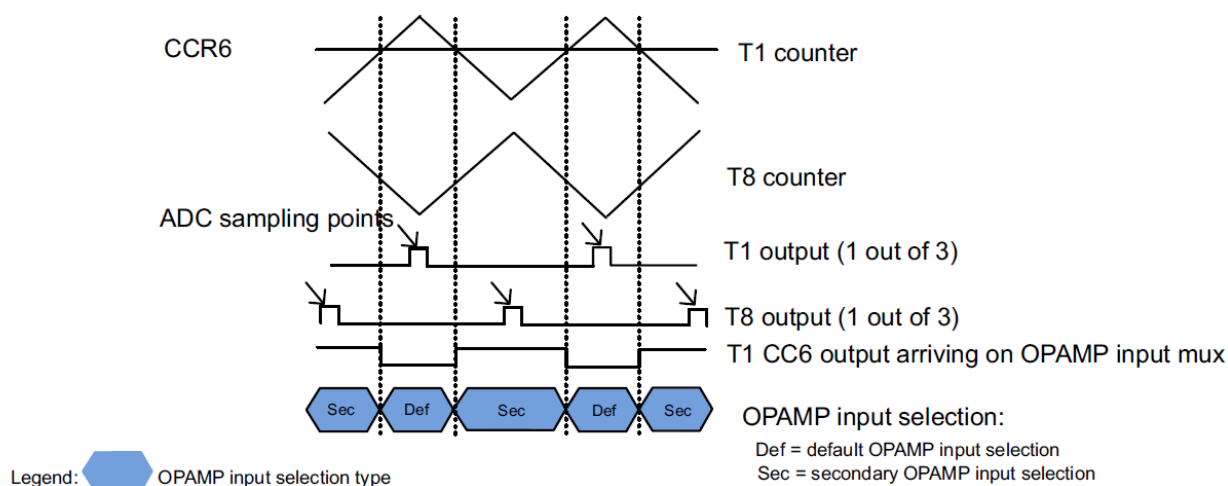 CCR6
T1 counter
T8 counter
ADC sampling points
T1 output (1 out of 3)
T8 output (1 out of 3)
T1 CC6 output arriving on OPAMP input mux
Sec
Def
Sec
Def
Sec
OPAMP input selection:
Def = default OPAMP input selection
Sec = secondary OPAMP input selection
Legend:
OPAMP input selection type